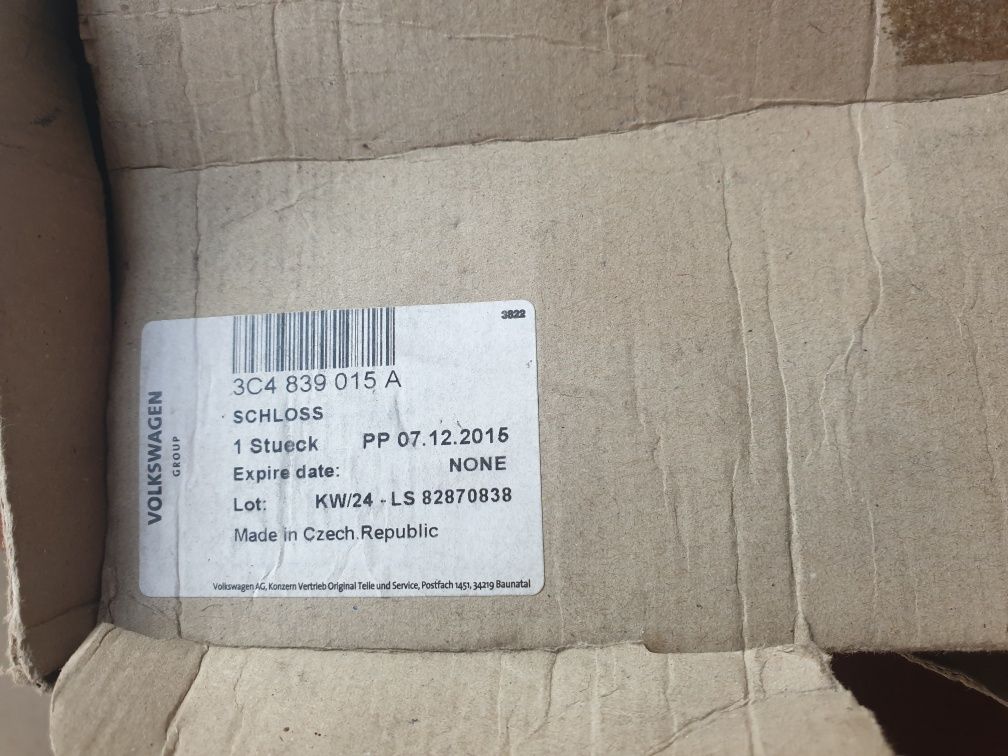 3822
3C4 839 015 A
SCHLOSS
1 Stueck PP 07.12.2015
Expire date: NONE
Lot: KW/24 - LS 82870838
Made in Czech Republic
VOLKSWAGEN
GROUP
Volkswagen AG, Konzern Vertrieb Original Teile und Service, Postfach 1451, 34219 Baunatal